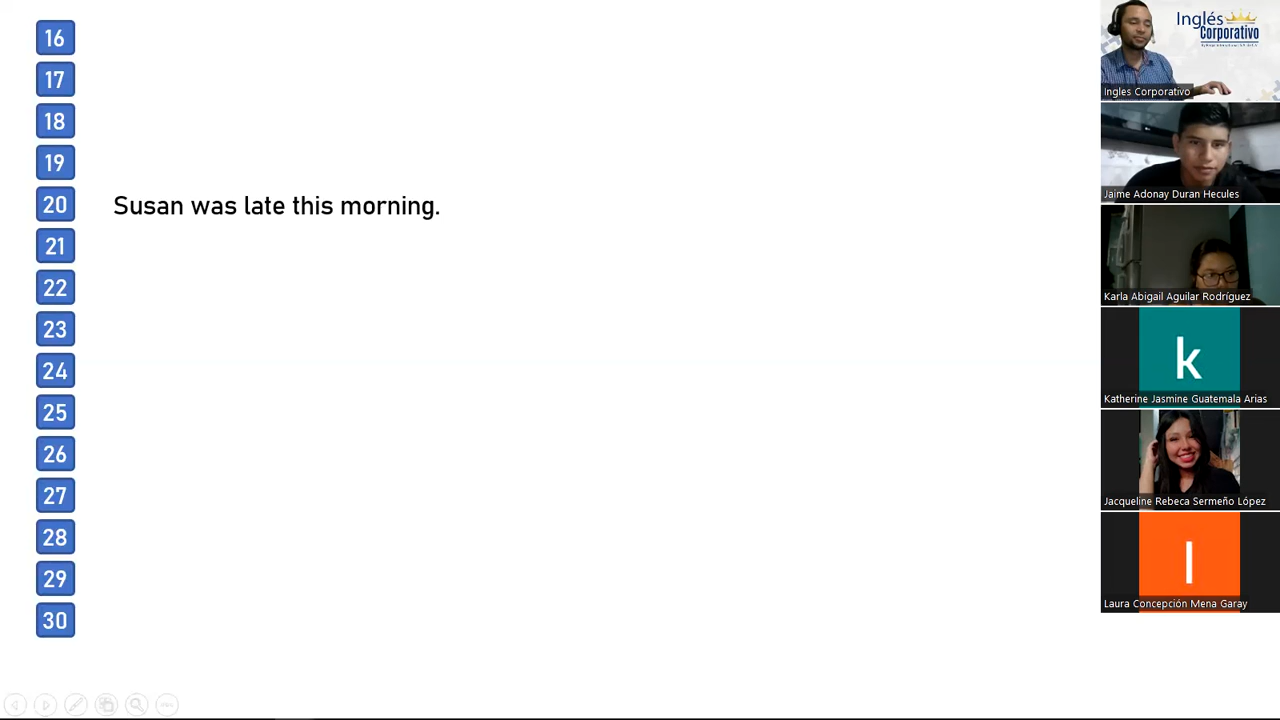 16
17
18
19
20 Susan was late this morning.
21
22
23
24
25
26
27
28
29
30
Inglés
Corporativo
Ingles Corporativo
Jaime Adonay Duran Hecules
Karla Abigail Aguilar Rodríguez
k
Katherine Jasmine Guatemala Arias
Jacqueline Rebeca Sermeño López
l
Laura Concepción Mena Garay